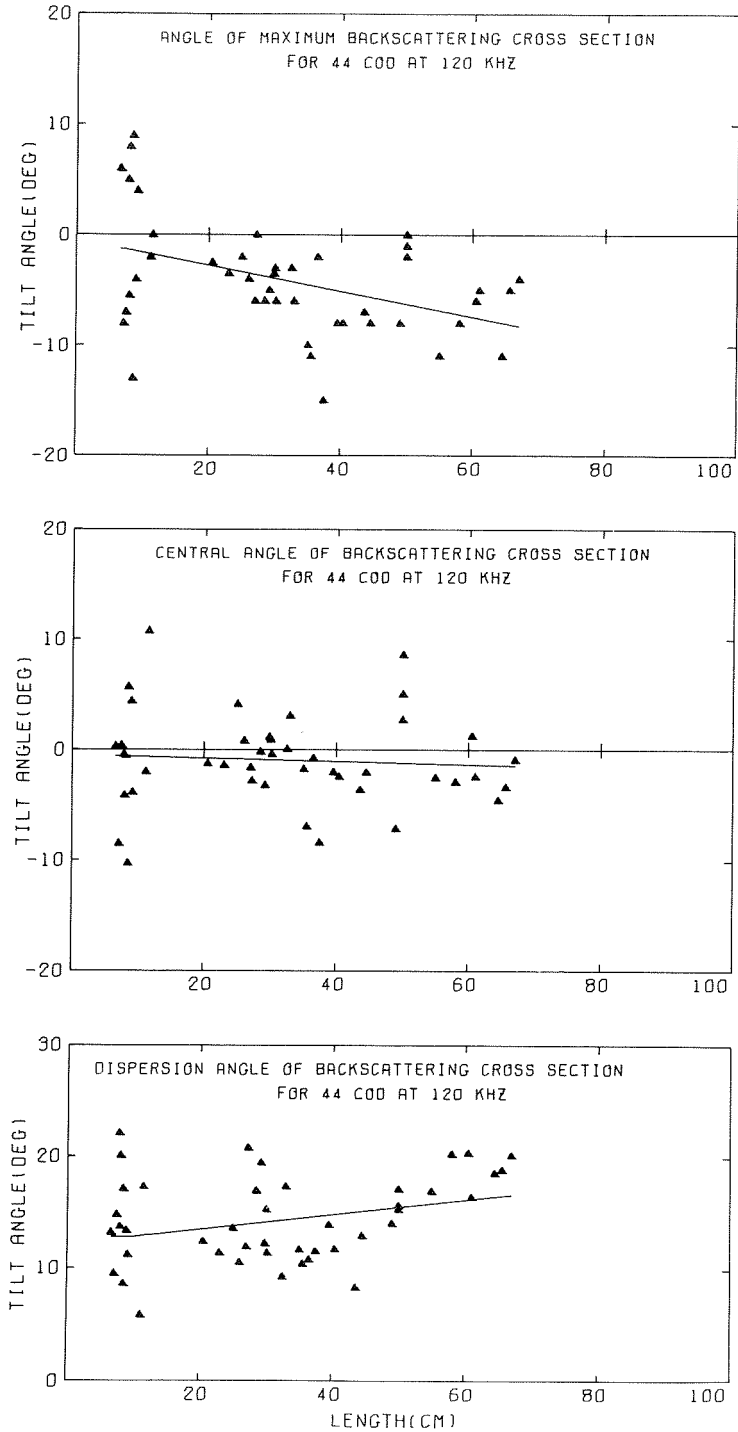 20
ANGLE OF MAXIMUM BACKSCATTERING CROSS SECTION
FOR 44 COD AT 120 KHZ
10
0
-10
-20
TILT ANGLE(DEG)
20 40 60 80 100
20
CENTRAL ANGLE OF BACKSCATTERING CROSS SECTION
FOR 44 COD AT 120 KHZ
10
0
-10
-20
TILT ANGLE(DEG)
20 40 60 80 100
30
DISPERSION ANGLE OF BACKSCATTERING CROSS SECTION
FOR 44 COD AT 120 KHZ
20
10
0
TILT ANGLE(DEG)
20 40 60 80 100
LENGTH(CM)